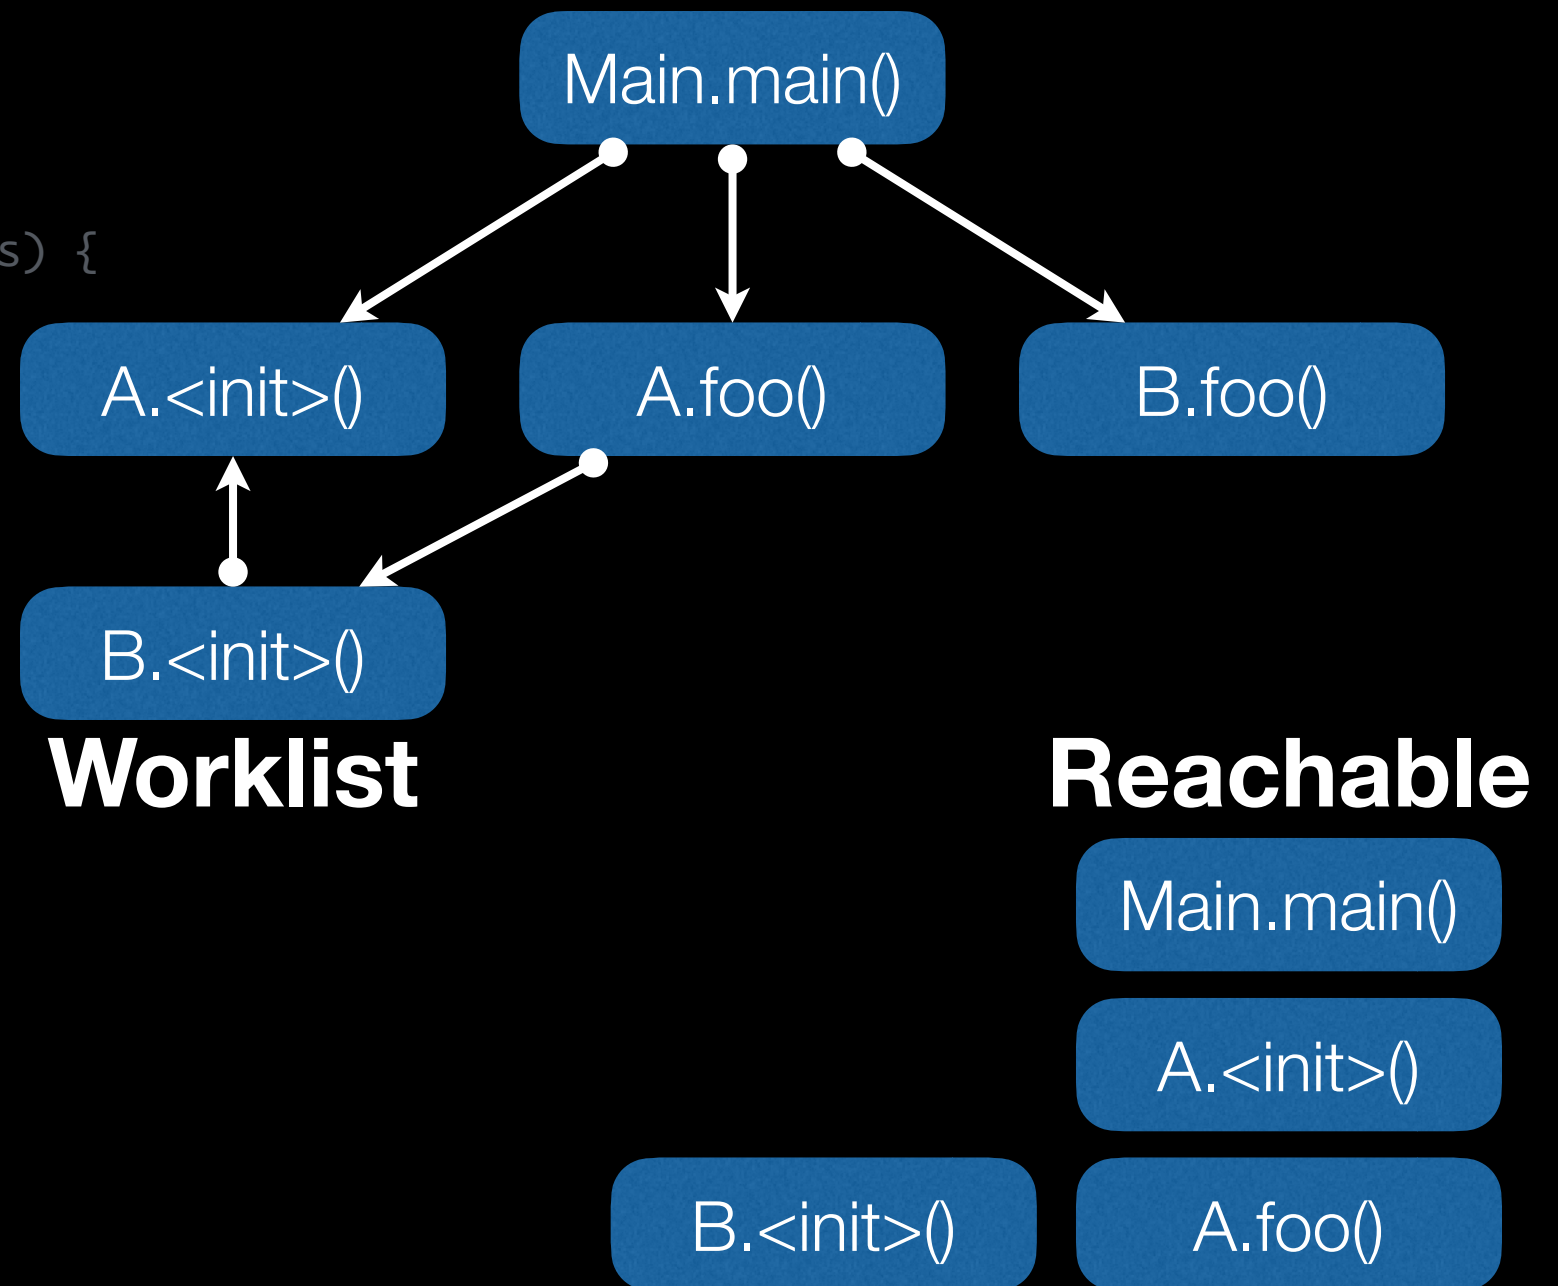 Main.main()
s) {
A.<init>()
A.foo()
B.foo()
B.<init>()
Worklist
Reachable
Main.main()
A.<init>()
B.<init>()
A.foo()